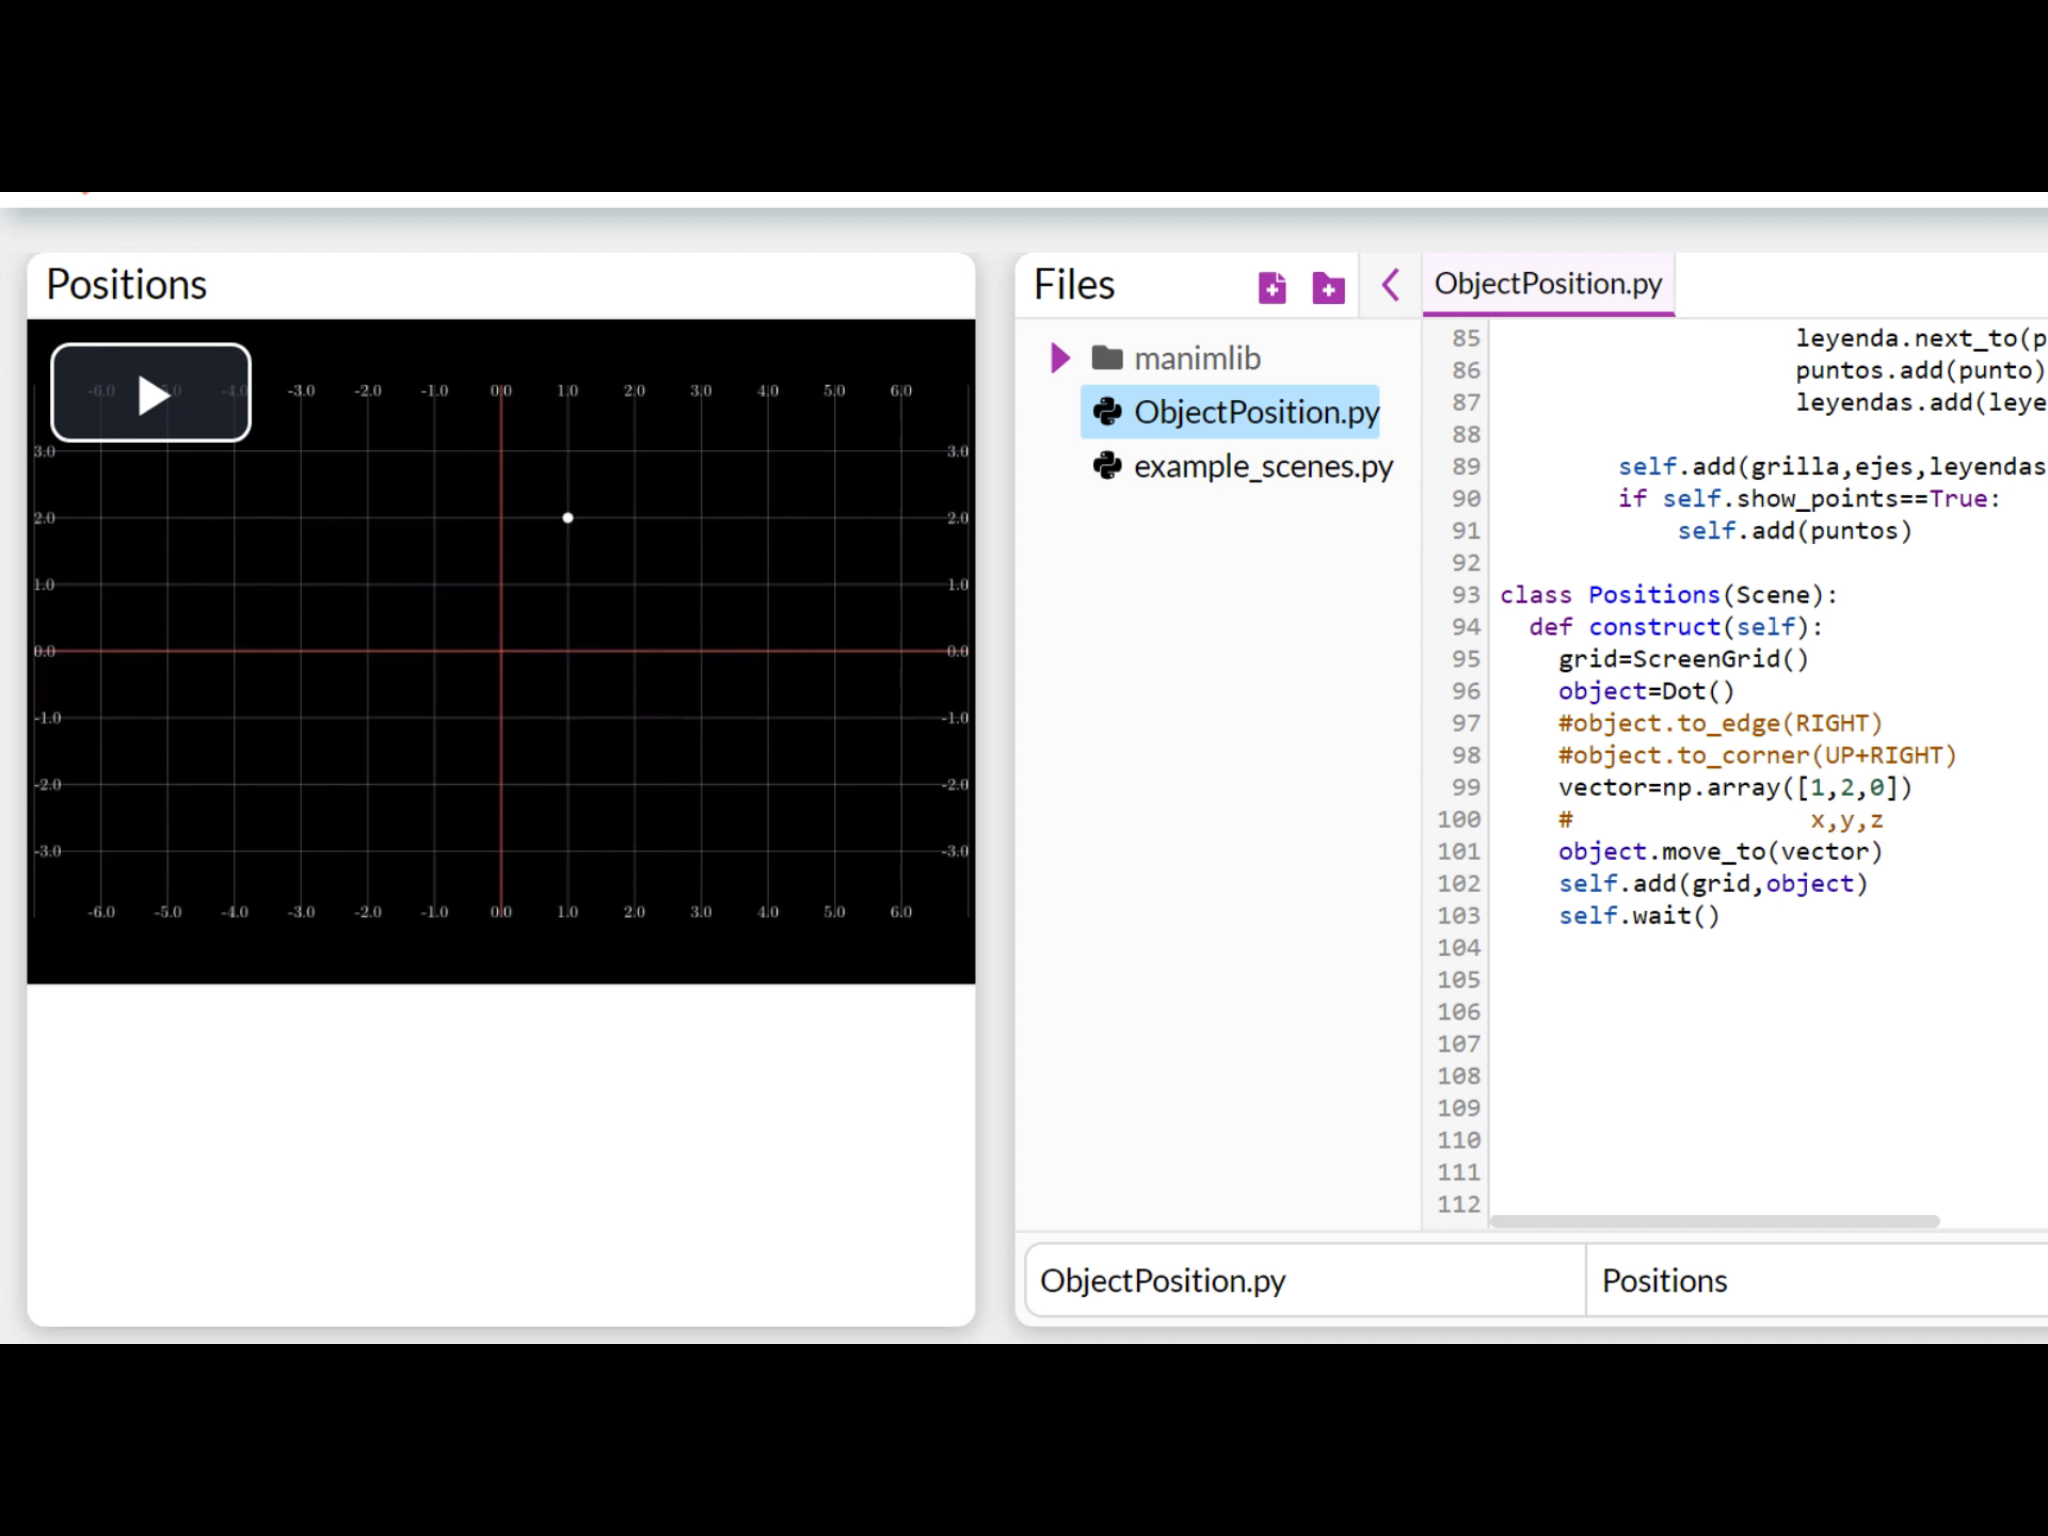 Positions
-6.0 -5.0 -4.0 -3.0 -2.0 -1.0 0.0 1.0 2.0 3.0 4.0 5.0 6.0
3.0 3.0
2.0 2.0
1.0 1.0
0.0 0.0
-1.0 -1.0
-2.0 -2.0
-3.0 -3.0
-6.0 -5.0 -4.0 -3.0 -2.0 -1.0 0.0 1.0 2.0 3.0 4.0 5.0 6.0
Files
manimlib
ObjectPosition.py
example_scenes.py
ObjectPosition.py
85 leyenda.next_to(p
86 puntos.add(punto)
87 leyendas.add(leye
88
89 self.add(grilla,ejes,leyendas
90 if self.show_points==True:
91 self.add(puntos)
92
93 class Positions(Scene):
94 def construct(self):
95 grid=ScreenGrid()
96 object=Dot()
97 #object.to_edge(RIGHT)
98 #object.to_corner(UP+RIGHT)
99 vector=np.array([1,2,0])
100 # x,y,z
101 object.move_to(vector)
102 self.add(grid,object)
103 self.wait()
104
105
106
107
108
109
110
111
112
ObjectPosition.py
Positions